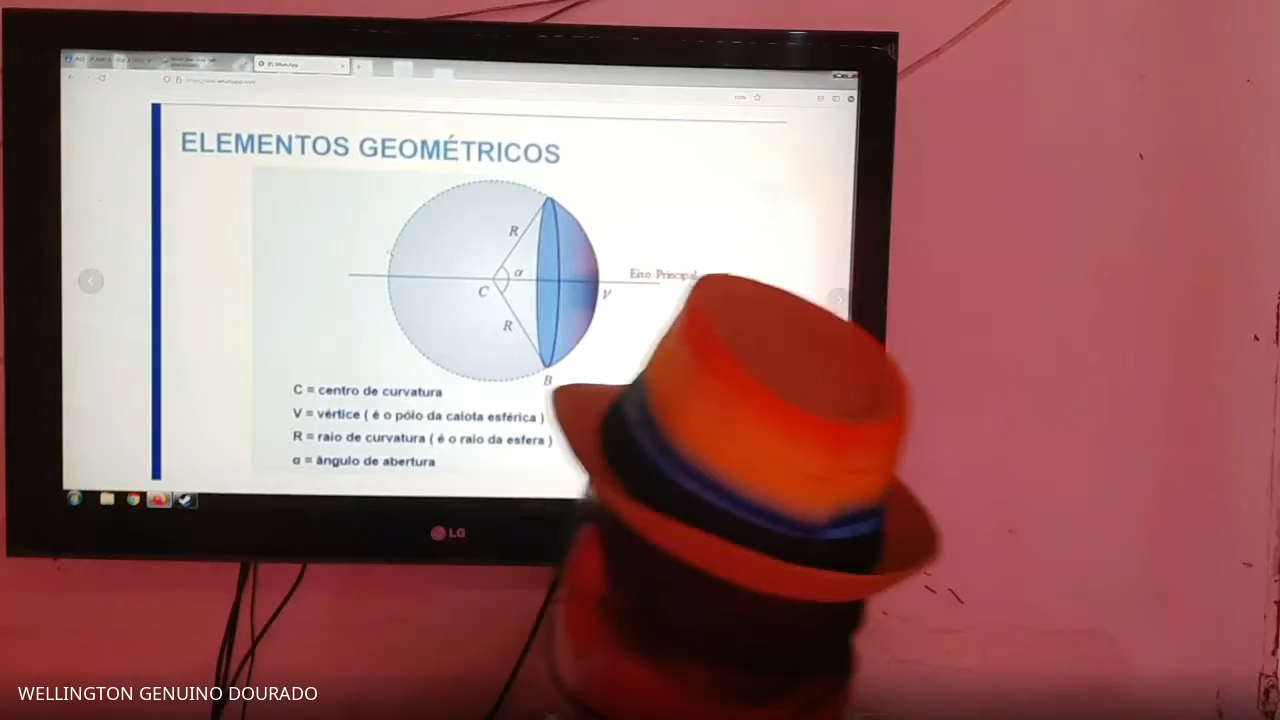 WhatsApp
ELEMENTOS GEOMÉTRICOS
R
α
Eixo Principal
C
V
R
B
C = centro de curvatura
V = vértice ( é o pólo da calota esférica )
R = raio de curvatura ( é o raio da esfera )
α = ângulo de abertura
LG
WELLINGTON GENUINO DOURADO